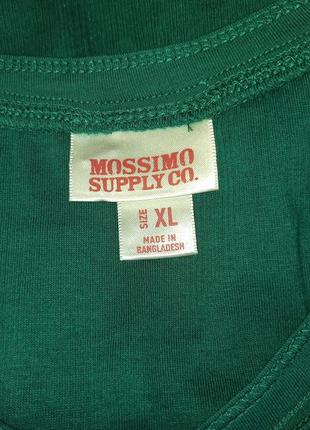 MOSSIMO
SUPPLY CO.
SIZE XL
MADE IN
BANGLADESH